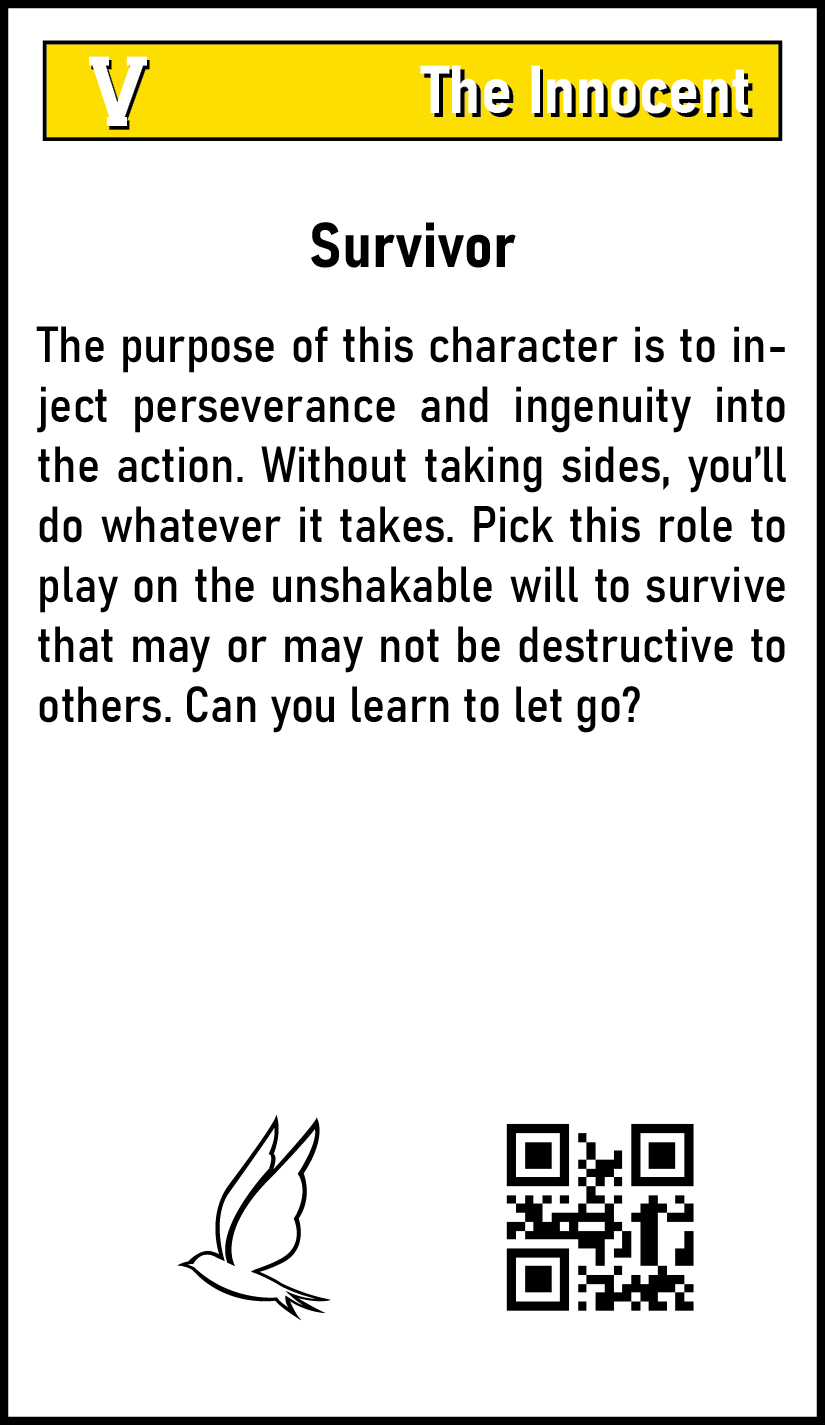 V
The Innocent
Survivor
The purpose of this character is to in-
ject perseverance and ingenuity into
the action. Without taking sides, you’ll
do whatever it takes. Pick this role to
play on the unshakable will to survive
that may or may not be destructive to
others. Can you learn to let go?